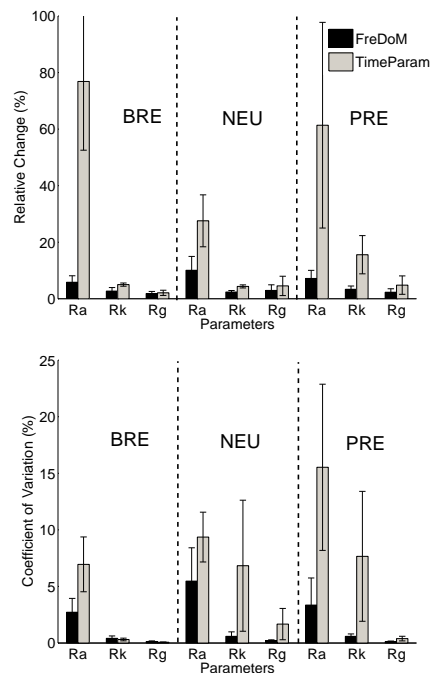 FreDoM
TimeParam
100
80
60
40
20
0
Relative Change (%)
BRE
NEU
PRE
Ra Rk Rg Ra Rk Rg Ra Rk Rg
Parameters
25
20
15
10
5
0
Coefficient of Variation (%)
BRE
NEU
PRE
Ra Rk Rg Ra Rk Rg Ra Rk Rg
Parameters